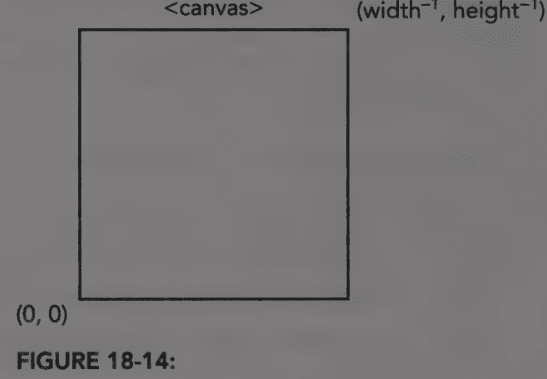 <canvas> (width⁻¹, height⁻¹)
(0, 0)
FIGURE 18-14: